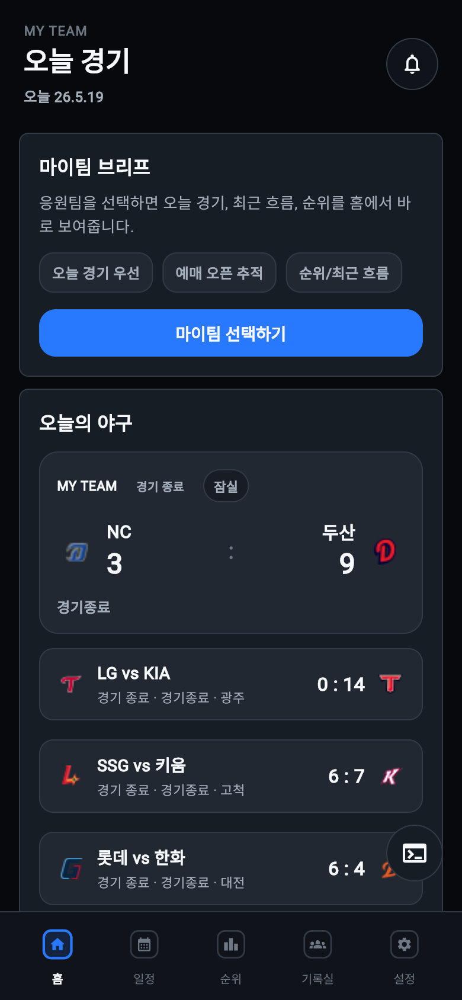 MY TEAM
오늘 경기
오늘 26.5.19
마이팀 브리프
응원팀을 선택하면 오늘 경기, 최근 흐름, 순위를 홈에서 바
로 보여줍니다.
오늘 경기 우선 예매 오픈 추적 순위/최근 흐름
마이팀 선택하기
오늘의 야구
MY TEAM 경기 종료 잠실
NC : 두산
3 9
경기종료
LG vs KIA 0 : 14
경기 종료 · 경기종료 · 광주
SSG vs 키움 6 : 7
경기 종료 · 경기종료 · 고척
롯데 vs 한화 6 : 4
경기 종료 · 경기종료 · 대전
홈 일정 순위 기록실 설정